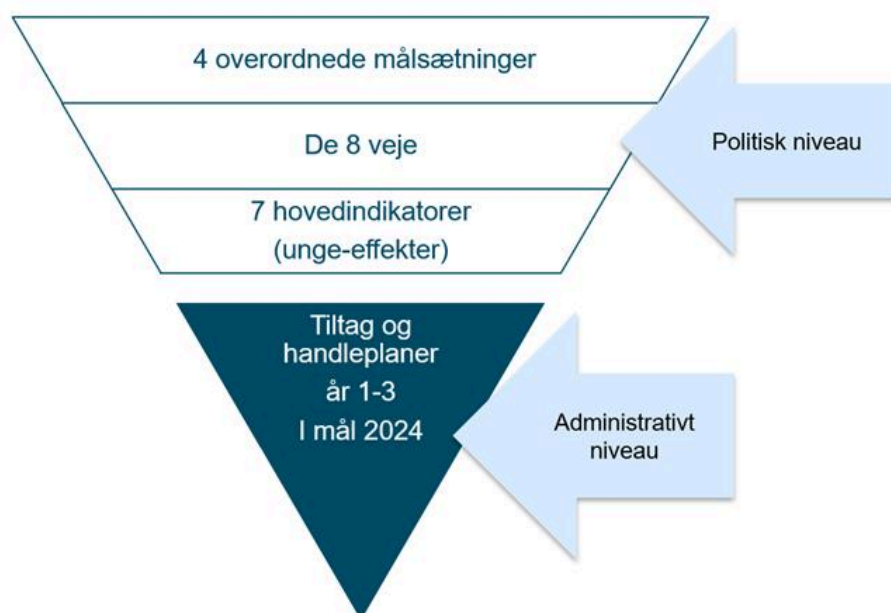 4 overordnede målsætninger
De 8 veje
Politisk niveau
7 hovedindikatorer
(unge-effekter)
Tiltag og
handleplaner
år 1-3
I mål 2024
Administrativt
niveau